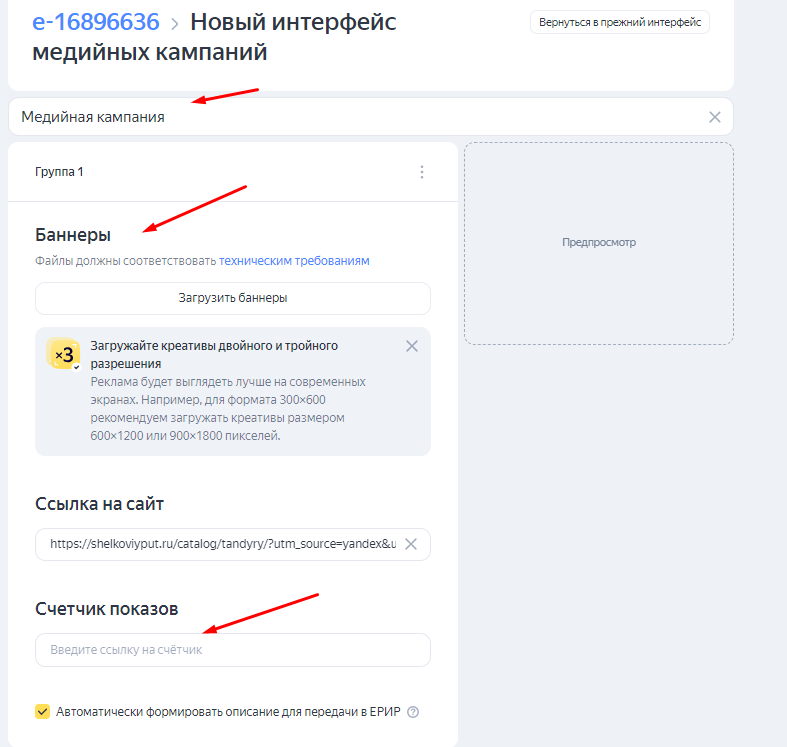 e-16896636 > Новый интерфейс
медийных кампаний
Вернуться в прежний интерфейс
Медийная кампания
Группа 1
Баннеры
Файлы должны соответствовать техническим требованиям
Загрузить баннеры
×3
Загружайте креативы двойного и тройного
разрешения
Реклама будет выглядеть лучше на современных
экранах. Например, для формата 300×600
рекомендуем загружать креативы размером
600×1200 или 900×1800 пикселей.
Ссылка на сайт
https://shelkoviyput.ru/catalog/tandyry/?utm_source=yandex&u
Счетчик показов
Введите ссылку на счётчик
Автоматически формировать описание для передачи в ЕРИР ?
Предпросмотр